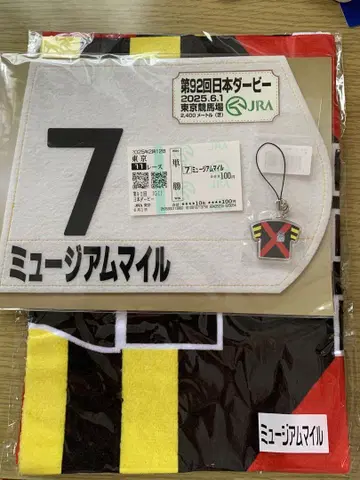 第92回日本ダービー
2025.6.1
東京競馬場
JRA
2,400メートル(芝)
7
東京
11レース
単勝
7 ミュージアムマイル
100円
ミュージアムマイル
ミュージアムマイル